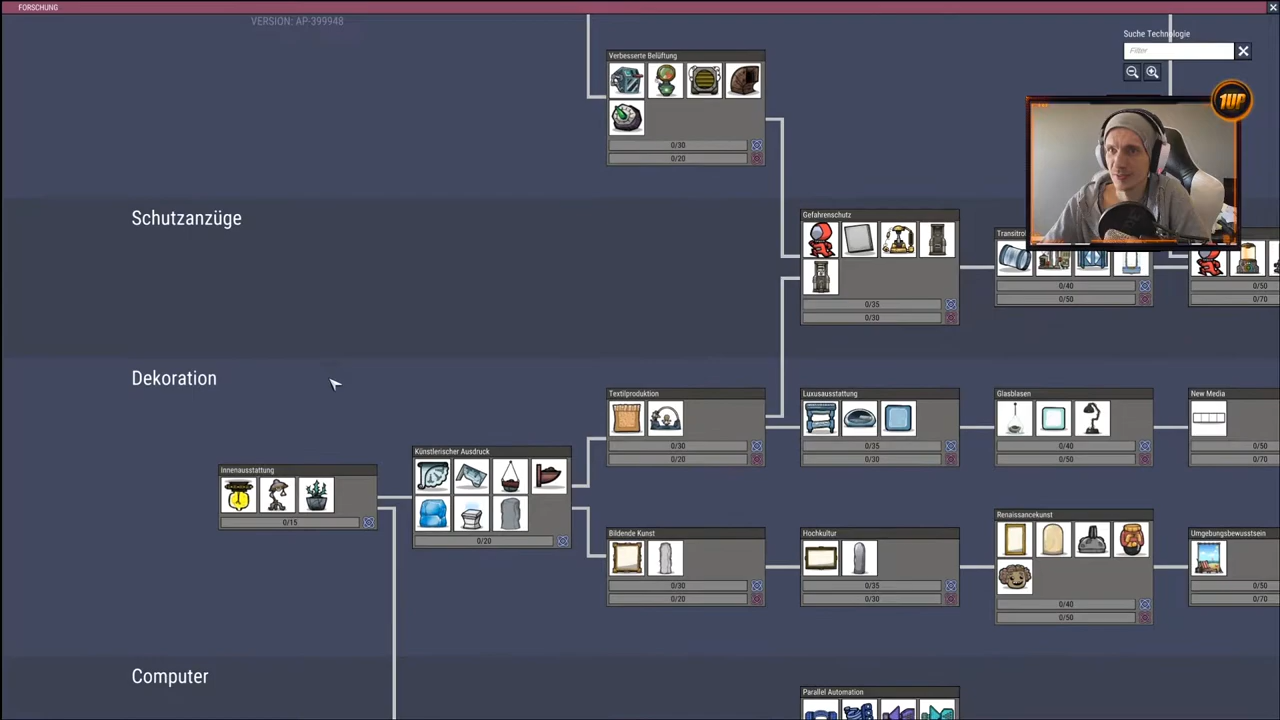 FORSCHUNG
VERSION: AP-399948
Suche Technologie
Filter
1UP
Verbesserte Belüftung
0/30
0/20
Schutzanzüge
Gefahrenschutz
0/35
0/30
0/40
0/50
0/50
0/70
Dekoration
Textilproduktion
0/30
0/20
Luxusausstattung
0/35
0/30
Glasblasen
0/40
0/50
New Media
0/50
0/70
Innenausstattung
0/15
Künstlerischer Ausdruck
0/20
Bildende Kunst
0/30
0/20
Hochkultur
0/35
0/30
Renaissancekunst
0/40
0/50
Umgebungsbewusstsein
0/50
0/70
Computer
Parallel Automation